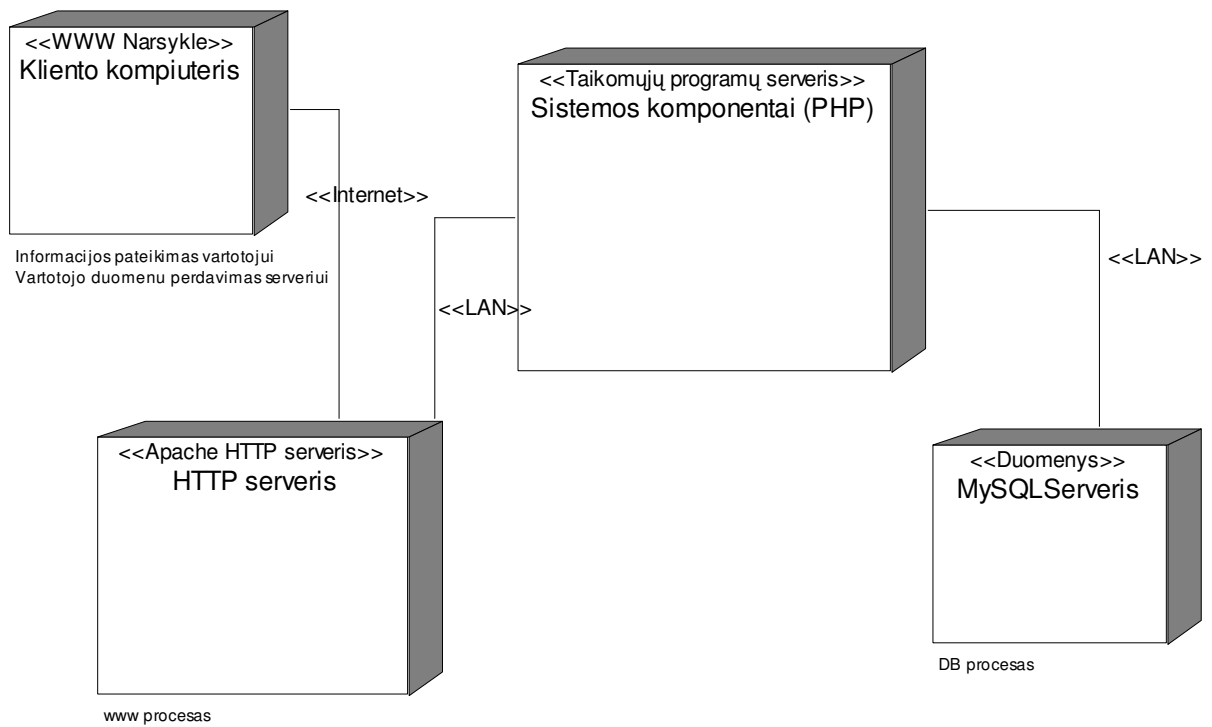 <<WWW Narsykle>>
Kliento kompiuteris
<<Taikomųjų programų serveris>>
Sistemos komponentai (PHP)
<<Internet>>
Informacijos pateikimas vartotojui
Vartotojo duomenu perdavimas serveriui
<<LAN>>
<<LAN>>
<<Apache HTTP serveris>>
HTTP serveris
<<Duomenys>>
MySQLServeris
DB procesas
www procesas